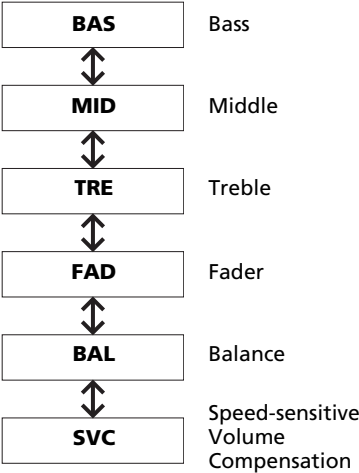 BAS Bass
MID Middle
TRE Treble
FAD Fader
BAL Balance
SVC Speed-sensitive
Volume
Compensation